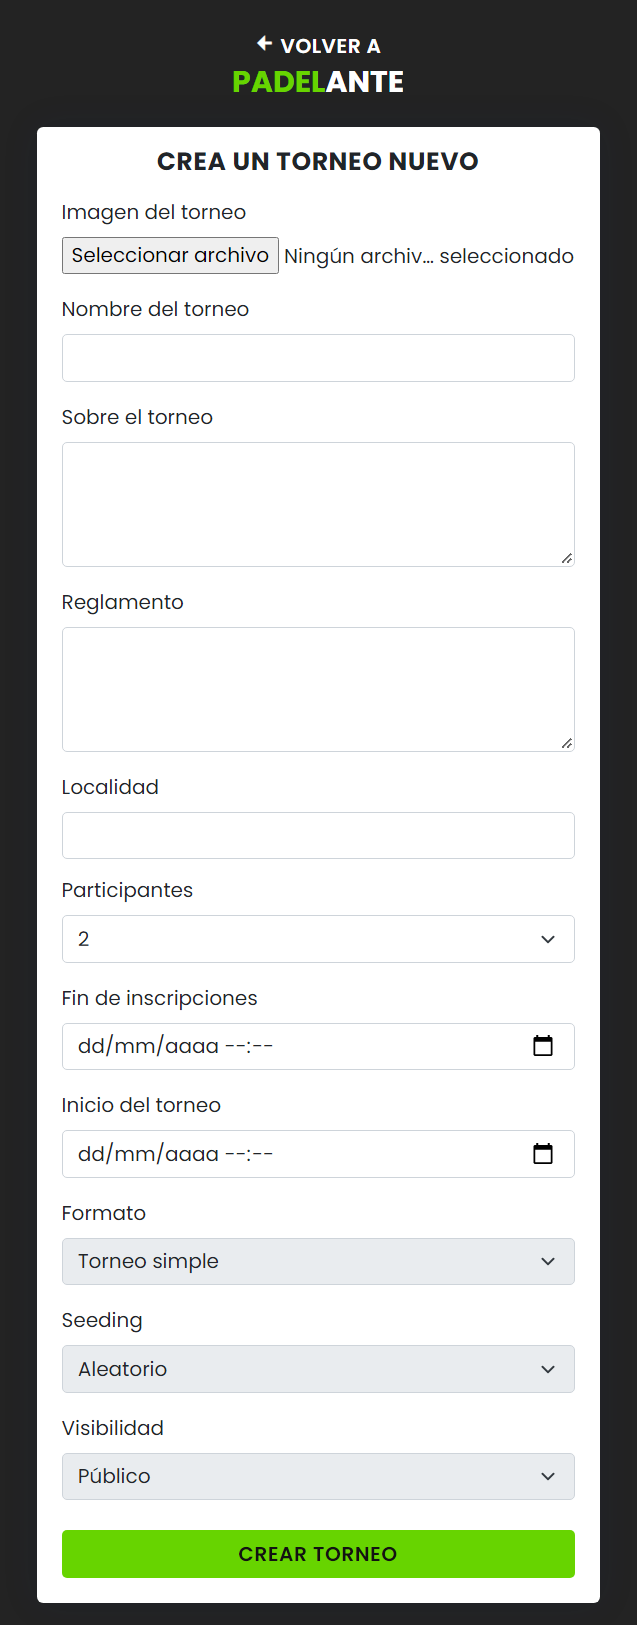 VOLVER A
PADELANTE
CREA UN TORNEO NUEVO
Imagen del torneo
Seleccionar archivo Ningún archiv... seleccionado
Nombre del torneo
Sobre el torneo
Reglamento
Localidad
Participantes
2
Fin de inscripciones
dd/mm/aaaa --:--
Inicio del torneo
dd/mm/aaaa --:--
Formato
Torneo simple
Seeding
Aleatorio
Visibilidad
Público
CREAR TORNEO